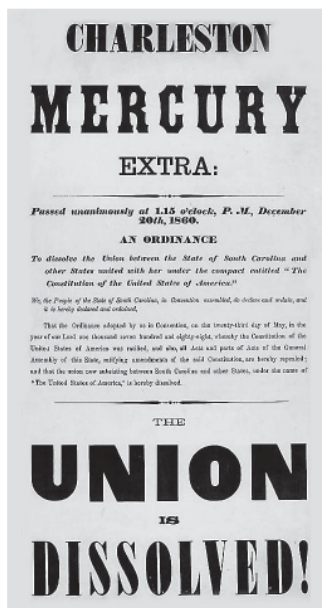 CHARLESTON
MERCURY
EXTRA:
Passed unanimously at 1.15 o'clock, P. M., December
20th, 1860.
AN ORDINANCE
To dissolve the Union between the State of South Carolina and
other States united with her under the compact entitled "The
Constitution of the United States of America."
We, the People of the State of South Carolina, in Convention assembled, do declare and ordain, and
it is hereby declared and ordained,
That the Ordinance adopted by us in Convention, on the twenty-third day of May, in the
year of our Lord one thousand seven hundred and eighty-eight, whereby the Constitution of the
United States of America was ratified, and also, all Acts and parts of Acts of the General
Assembly of this State, ratifying amendments of the said Constitution, are hereby repealed;
and that the union now subsisting between South Carolina and other States, under the name of
"The United States of America," is hereby dissolved.
THE
UNION
IS
DISSOLVED!